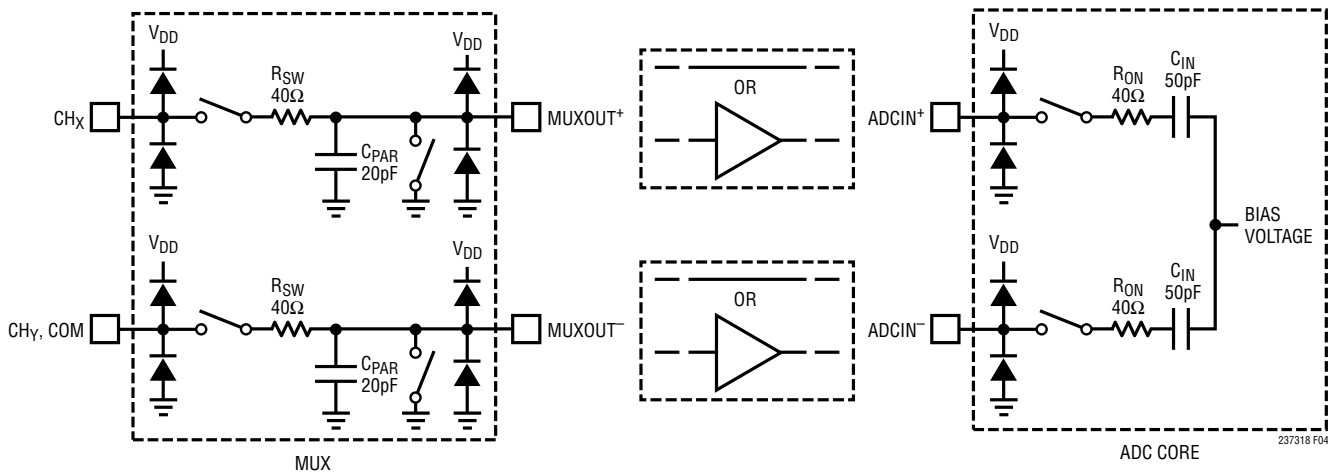 V_DD
R_SW
40Ω
V_DD
CH_X
C_PAR
20pF
MUXOUT⁺
V_DD
R_SW
40Ω
V_DD
CH_Y, COM
C_PAR
20pF
MUXOUT⁻
MUX
OR
OR
V_DD
R_ON
40Ω
C_IN
50pF
ADCIN⁺
BIAS
VOLTAGE
V_DD
R_ON
40Ω
C_IN
50pF
ADCIN⁻
ADC CORE
237318 F04